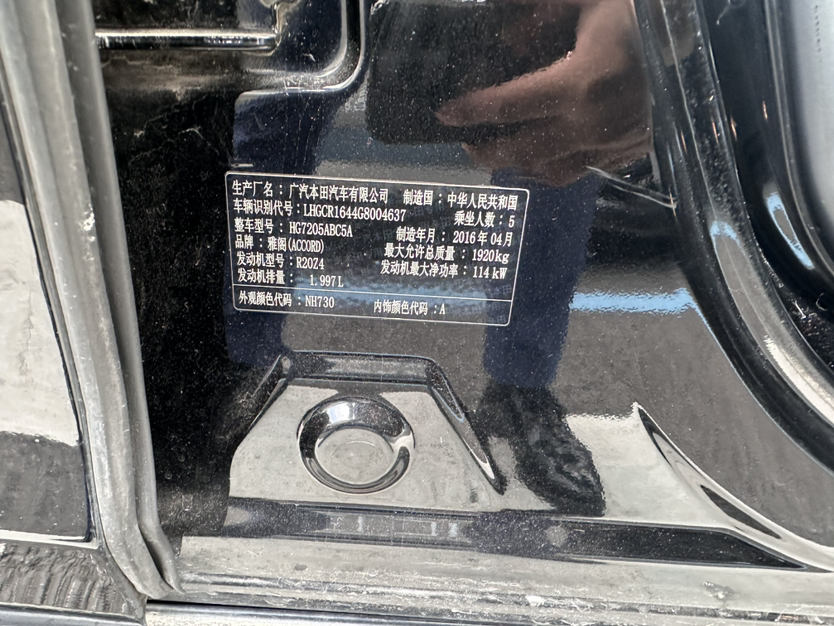 生产厂名：广汽本田汽车有限公司 制造国：中华人民共和国
车辆识别代号：LHGCR1644G8004637 乘坐人数：5
整车型号：HG7205ABC5A 制造年月：2016年04月
品牌：雅阁(ACCORD) 最大允许总质量：1920kg
发动机型号：R20Z4 发动机最大净功率：114kW
发动机排量：1.997L
外观颜色代码：NH730 内饰颜色代码：A